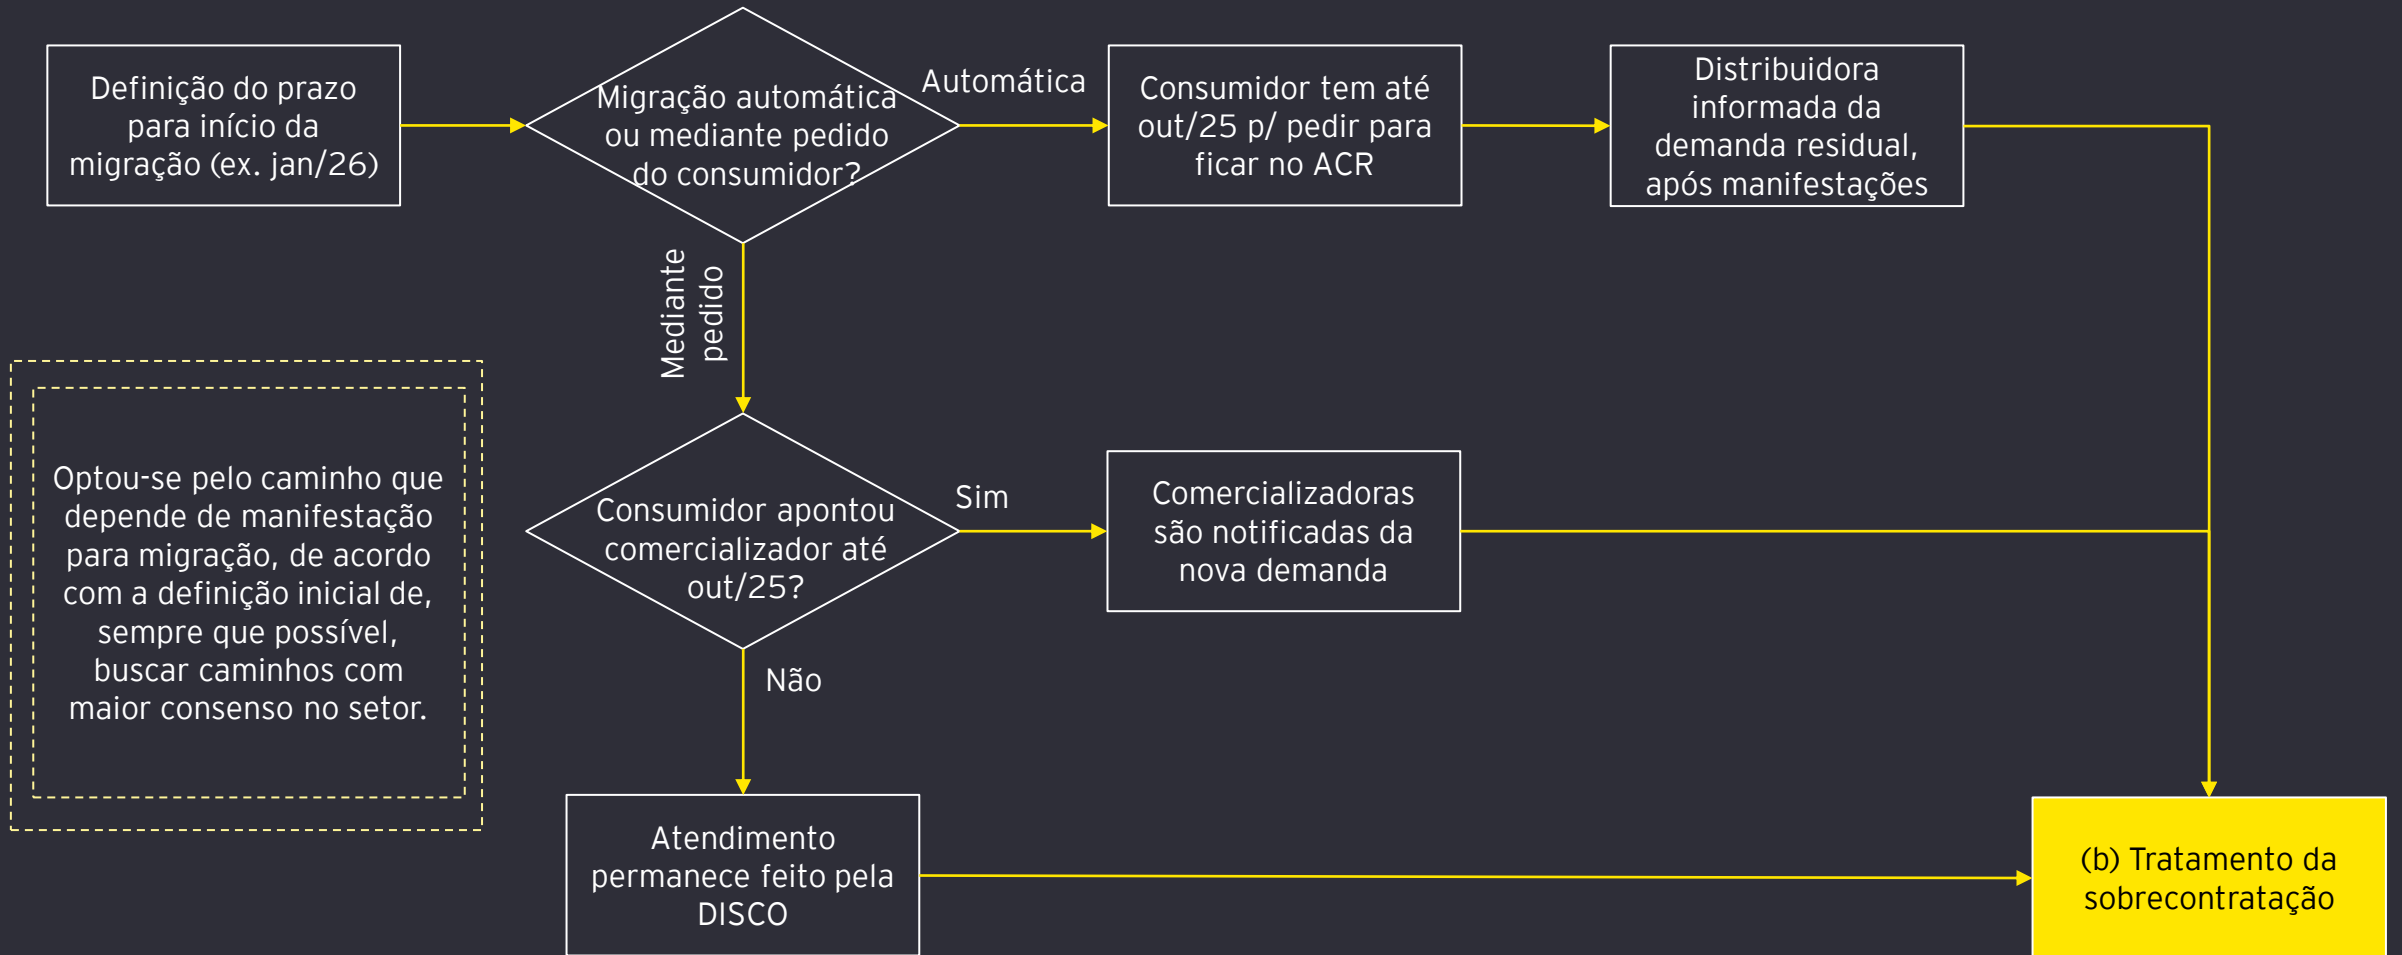 Definição do prazo
para início da
migração (ex. jan/26)
Migração automática
ou mediante pedido
do consumidor?
Automática
Consumidor tem até
out/25 p/ pedir para
ficar no ACR
Distribuidora
informada da
demanda residual,
após manifestações
Mediante
pedido
Optou-se pelo caminho que
depende de manifestação
para migração, de acordo
com a definição inicial de,
sempre que possível,
buscar caminhos com
maior consenso no setor.
Consumidor apontou
comercializador até
out/25?
Sim
Comercializadoras
são notificadas da
nova demanda
Não
Atendimento
permanece feito pela
DISCO
(b) Tratamento da
sobrecontratação